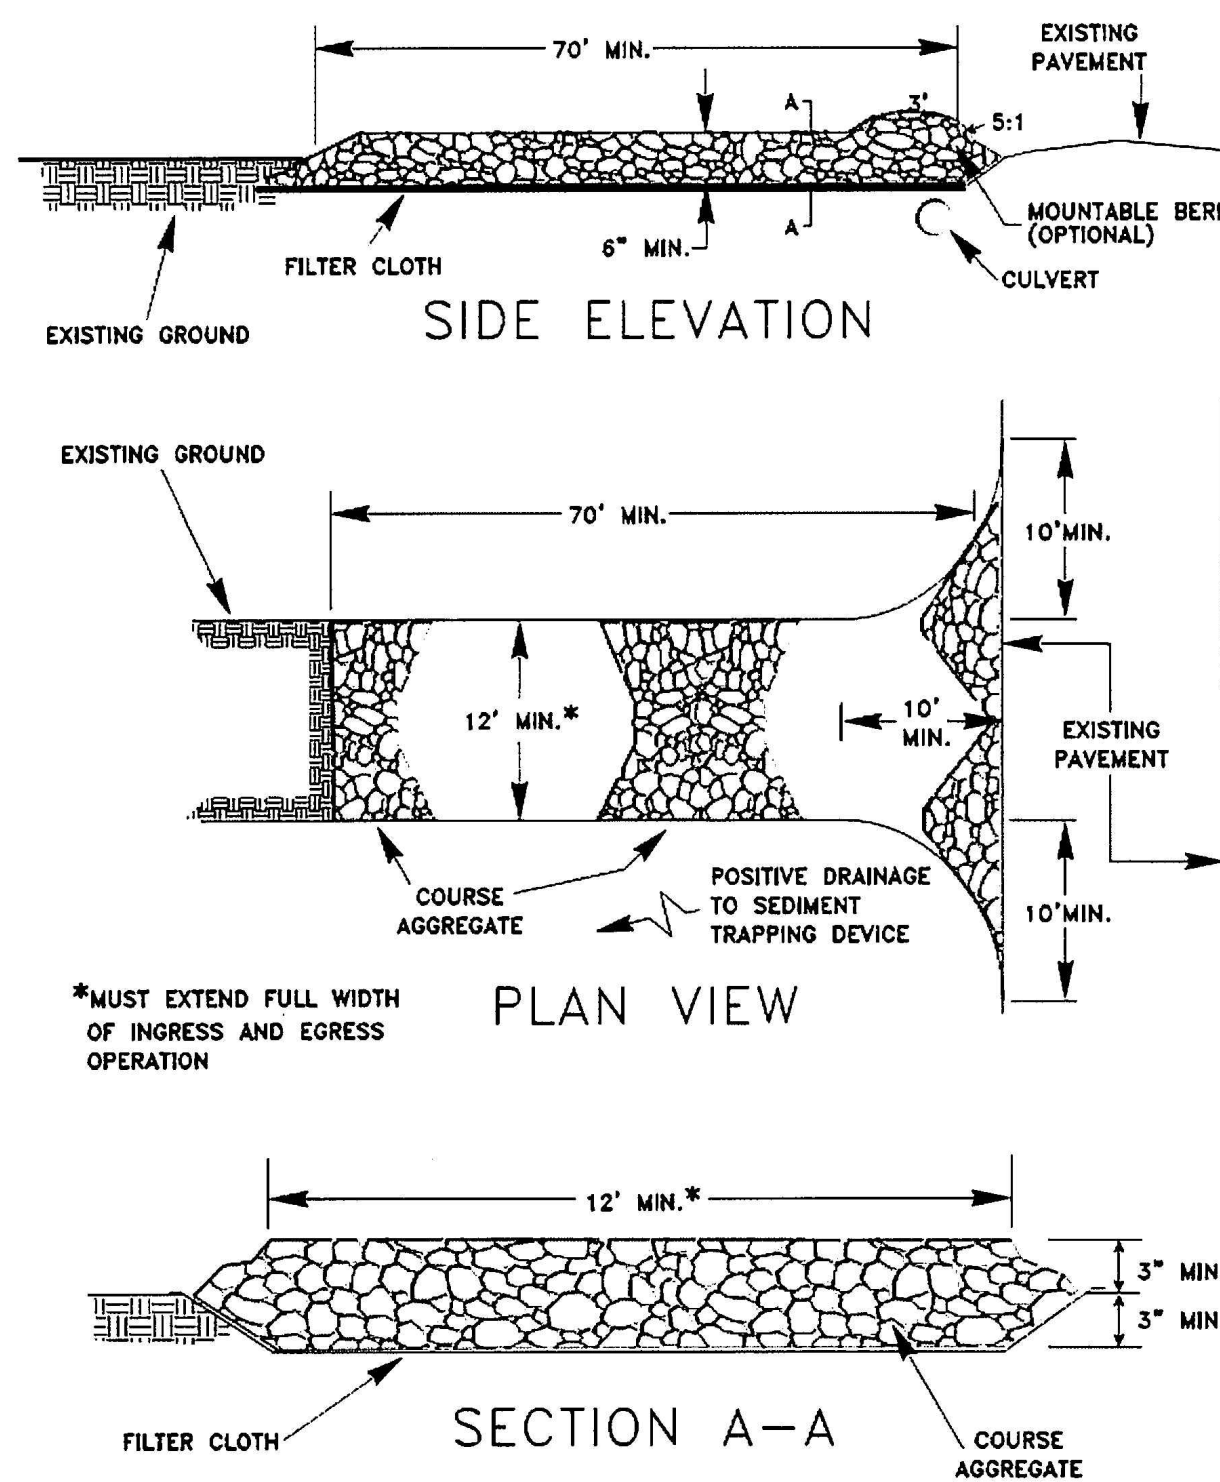 70' MIN.
EXISTING
PAVEMENT
A
3'
5:1
A
6" MIN.
MOUNTABLE BER
(OPTIONAL)
FILTER CLOTH
CULVERT
EXISTING GROUND
SIDE ELEVATION
EXISTING GROUND
70' MIN.
10'MIN.
12' MIN.*
10'
MIN.
EXISTING
PAVEMENT
COURSE
AGGREGATE
POSITIVE DRAINAGE
TO SEDIMENT
TRAPPING DEVICE
10'MIN.
*MUST EXTEND FULL WIDTH
OF INGRESS AND EGRESS
OPERATION
PLAN VIEW
12' MIN.*
3" MIN
3" MIN
FILTER CLOTH
SECTION A-A
COURSE
AGGREGATE